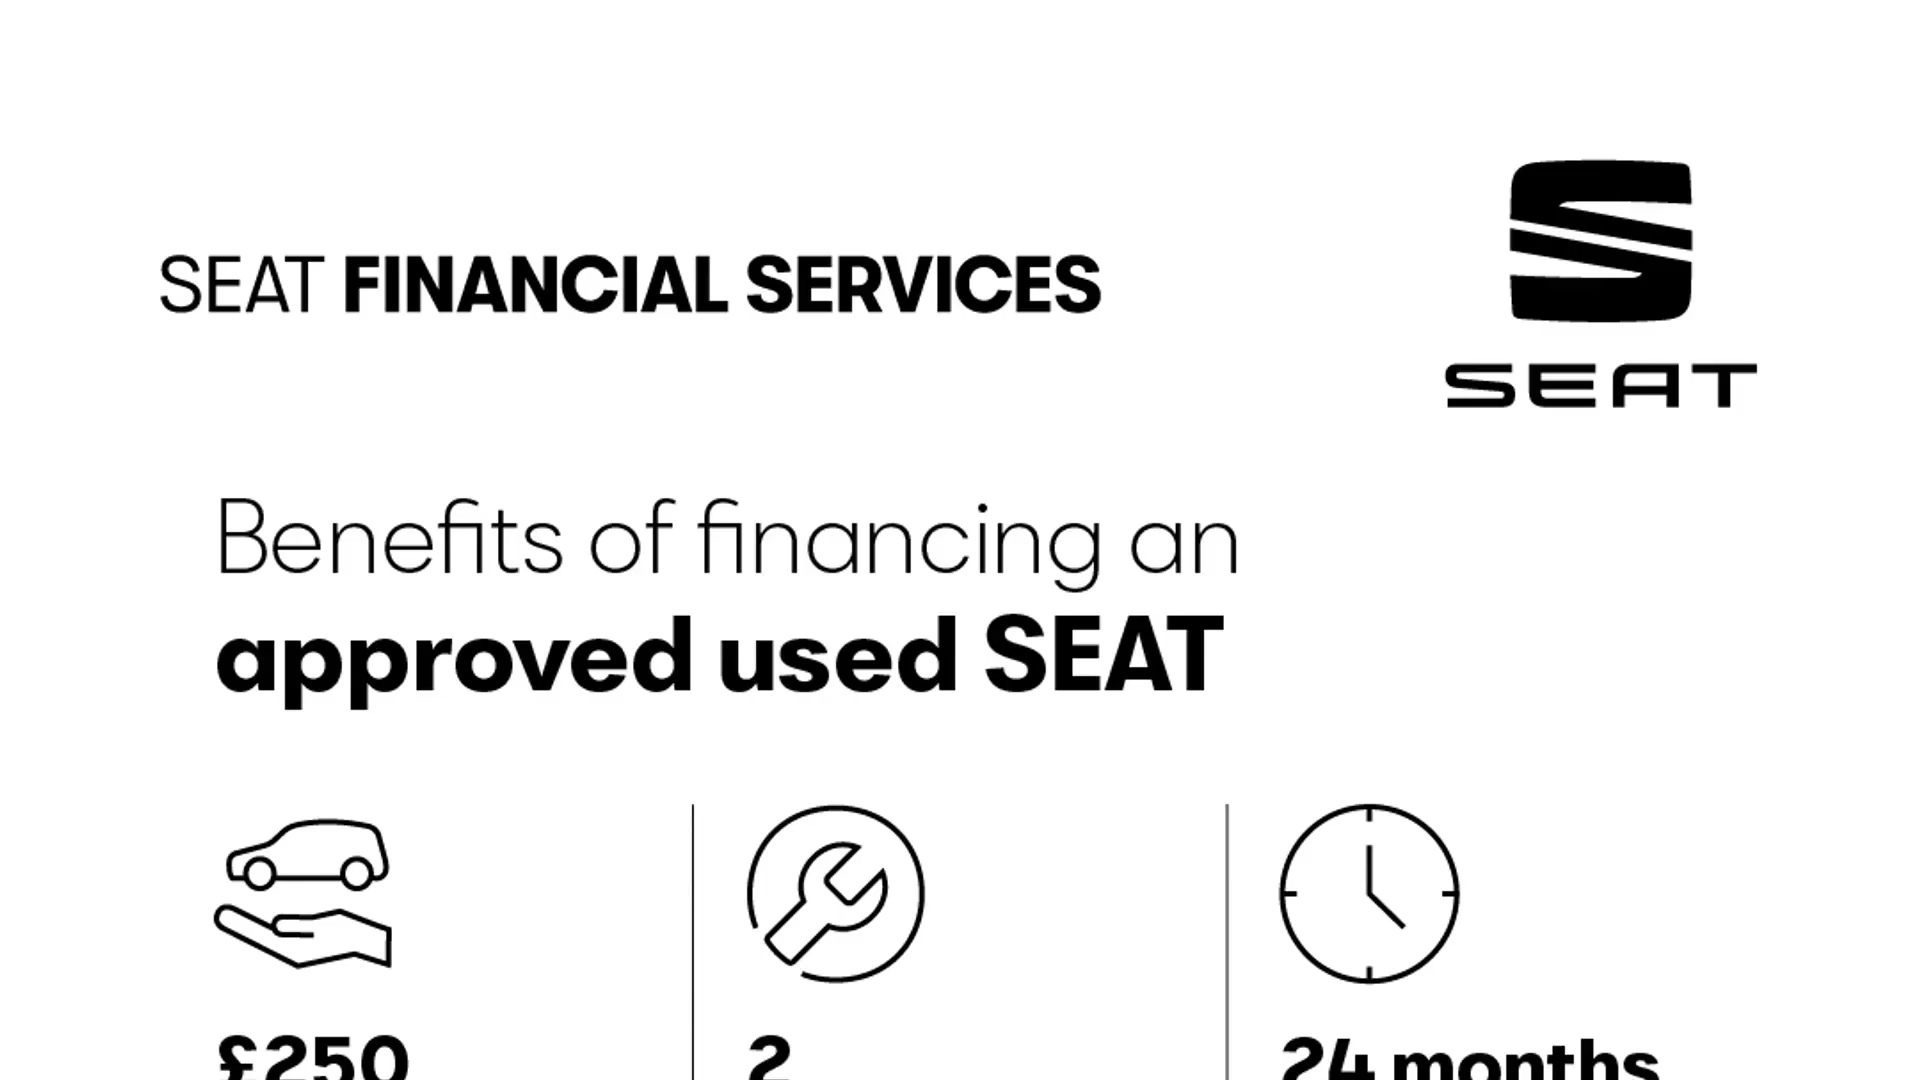 SEAT FINANCIAL SERVICES
SEAT
Benefits of financing an
approved used SEAT
£250
2
24 months